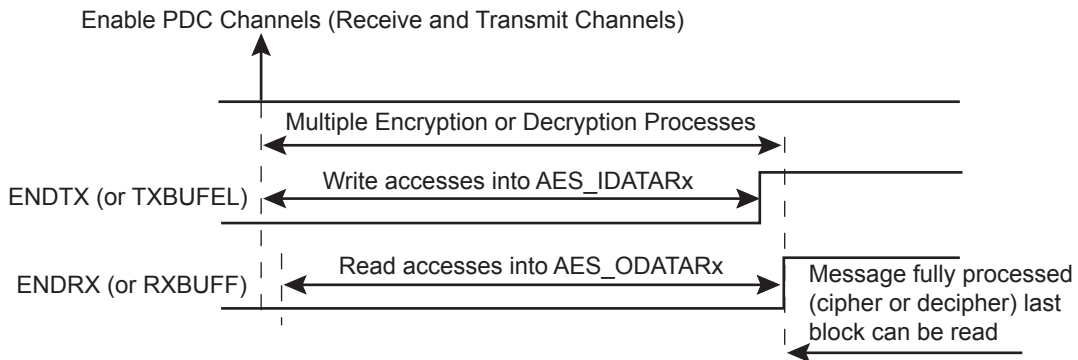 Enable PDC Channels (Receive and Transmit Channels)
Multiple Encryption or Decryption Processes
ENDTX (or TXBUFEL)
Write accesses into AES_IDATARx
ENDRX (or RXBUFF)
Read accesses into AES_ODATARx
Message fully processed
(cipher or decipher) last
block can be read